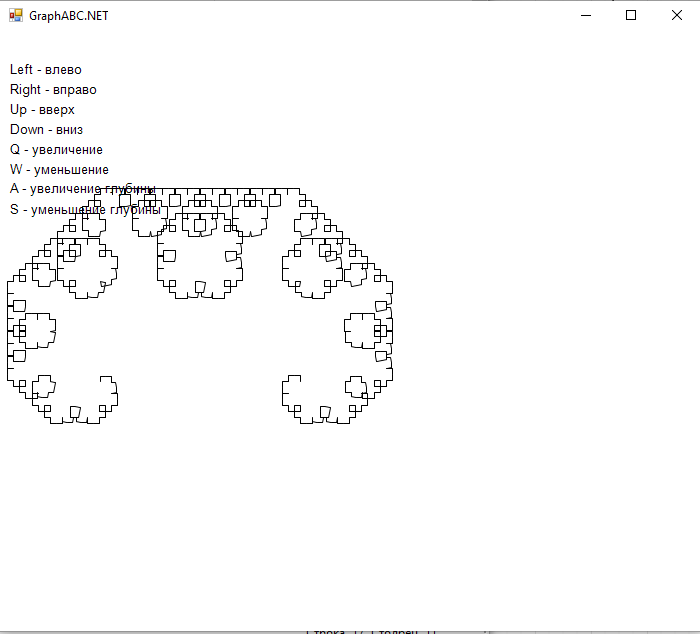 GraphABC.NET
Left - влево
Right - вправо
Up - вверх
Down - вниз
Q - увеличение
W - уменьшение
A - увеличение глубины
S - уменьшение глубины